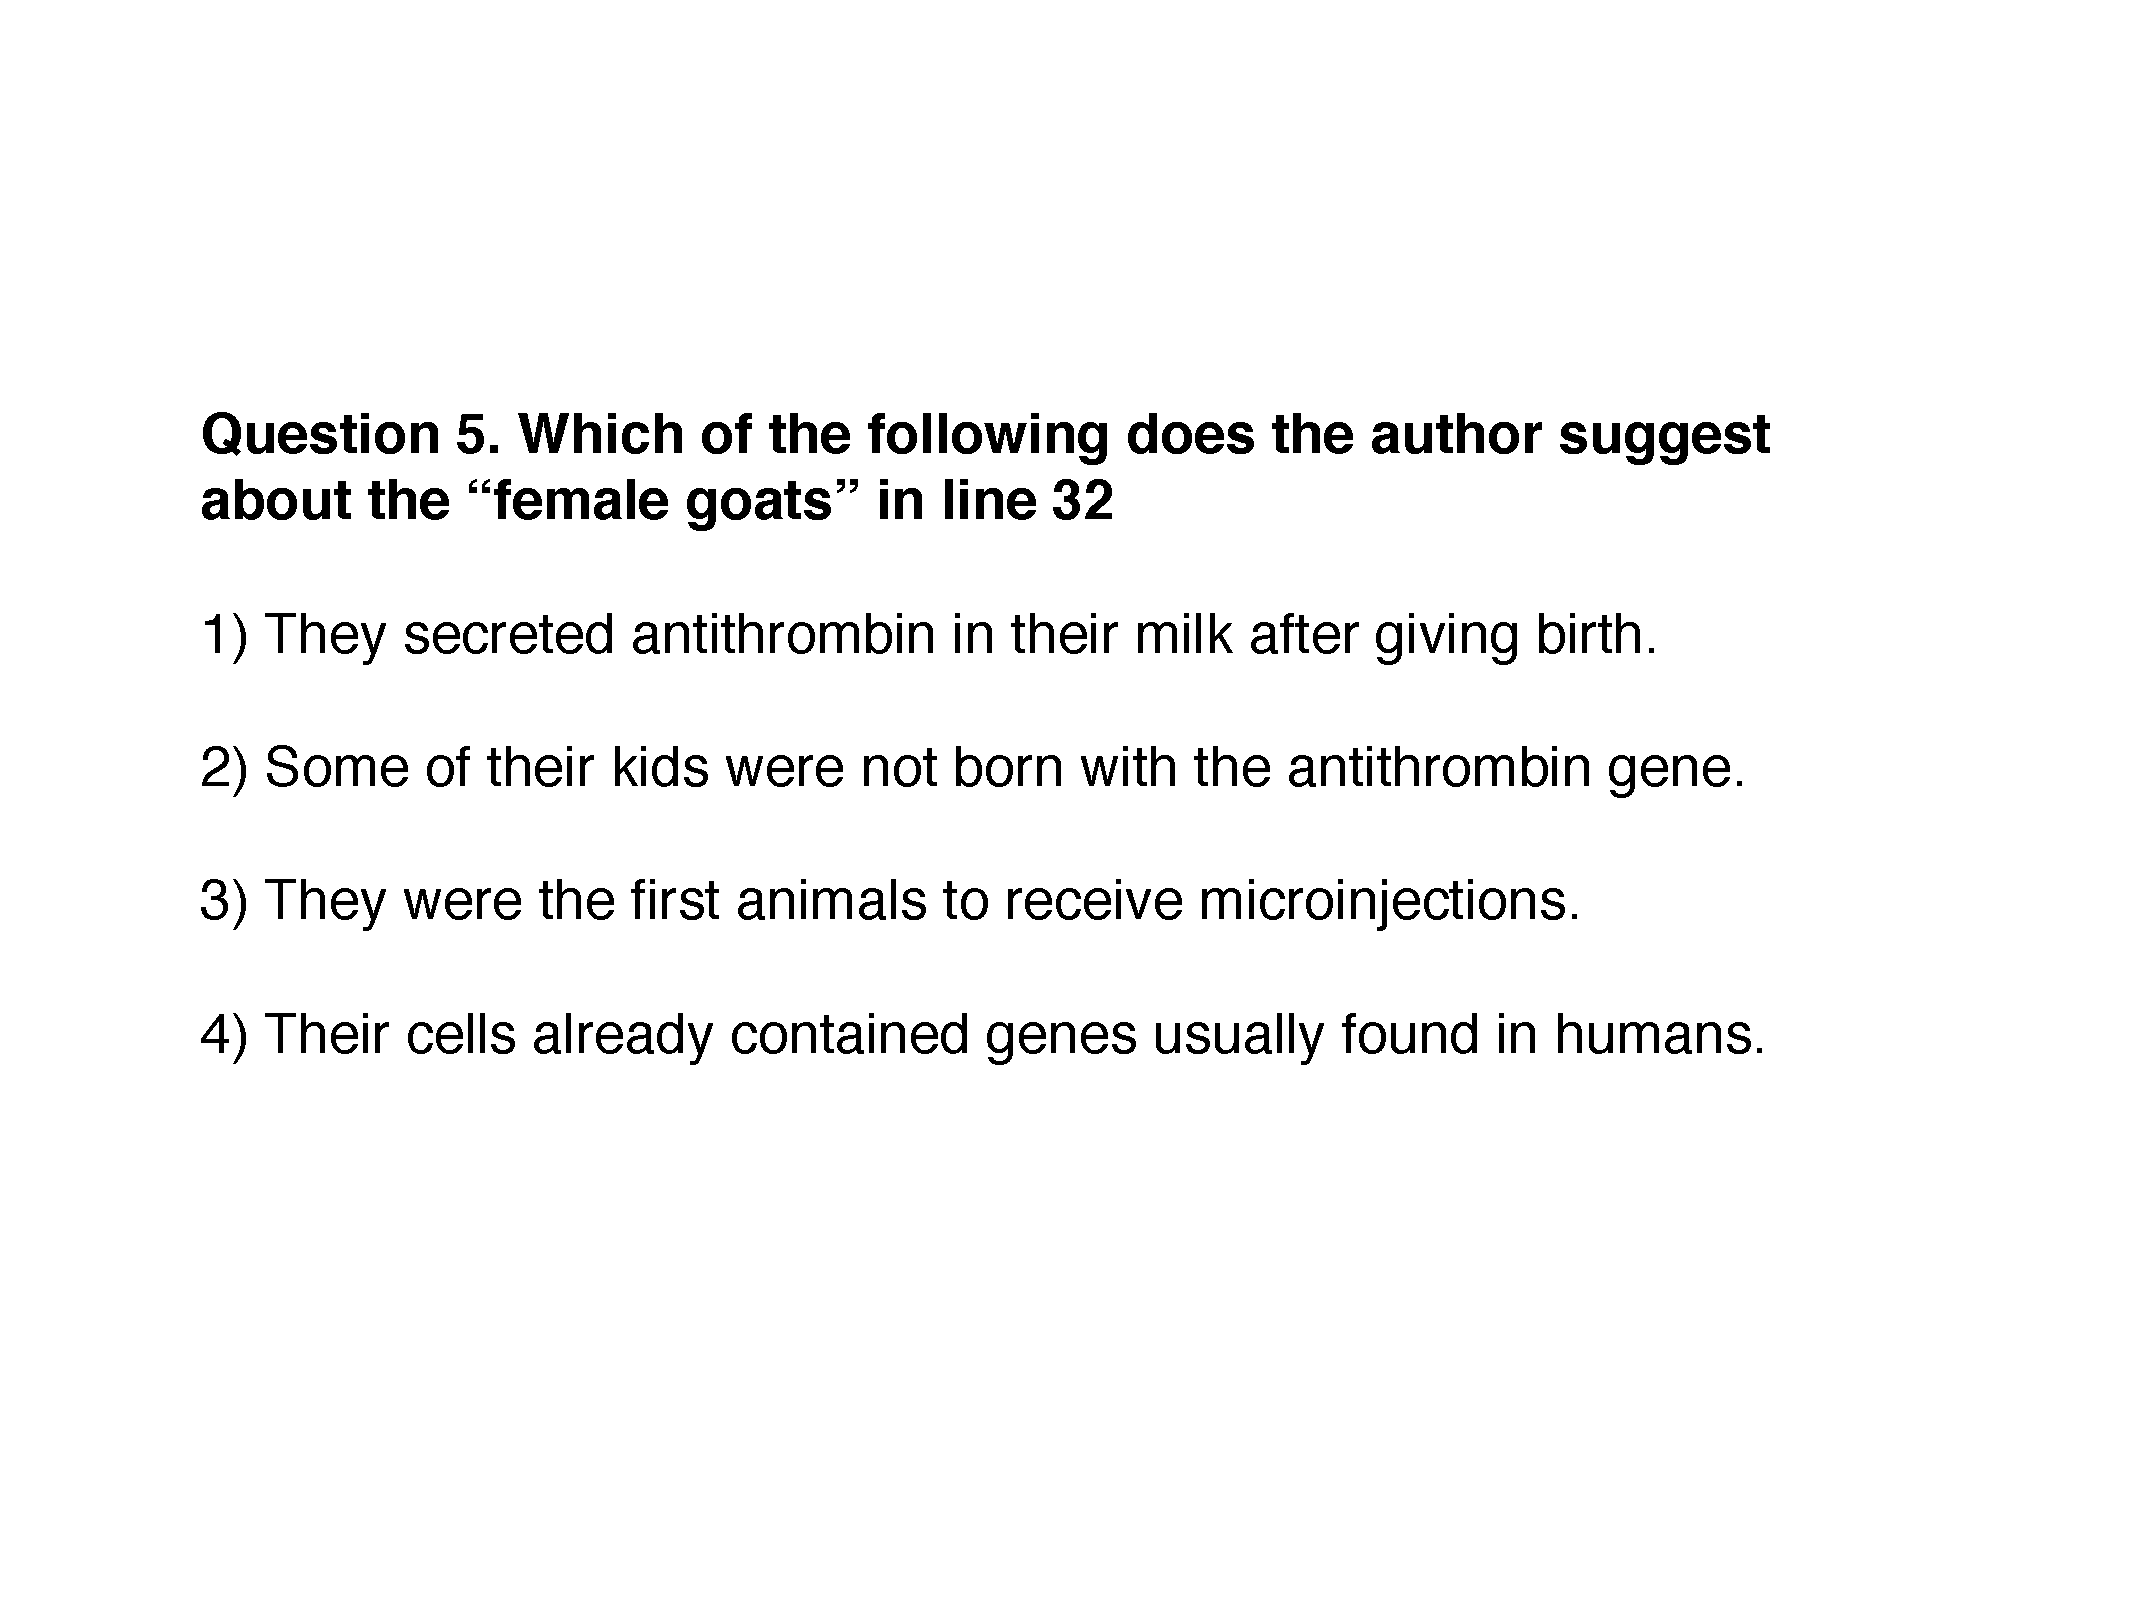 Question 5. Which of the following does the author suggest
about the “female goats” in line 32
1) They secreted antithrombin in their milk after giving birth.
2) Some of their kids were not born with the antithrombin gene.
3) They were the first animals to receive microinjections.
4) Their cells already contained genes usually found in humans.